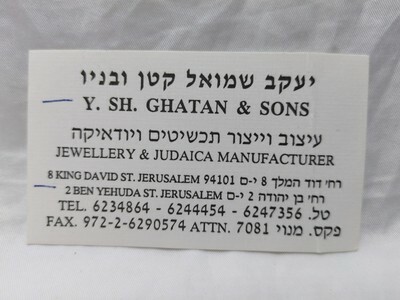 יעקב שמואל קטן ובניו
Y. SH. GHATAN & SONS
עיצוב וייצור תכשיטים ויודאיקה
JEWELLERY & JUDAICA MANUFACTURER
8 KING DAVID ST. JERUSALEM 94101 רח' דוד המלך 8 י-ם
2 BEN YEHUDA ST. JERUSALEM רח' בן יהודה 2 י-ם
TEL. 6234864 - 6244454 - 6247356 .טל
FAX. 972-2-6290574 ATTN. 7081 פקס. מנוי